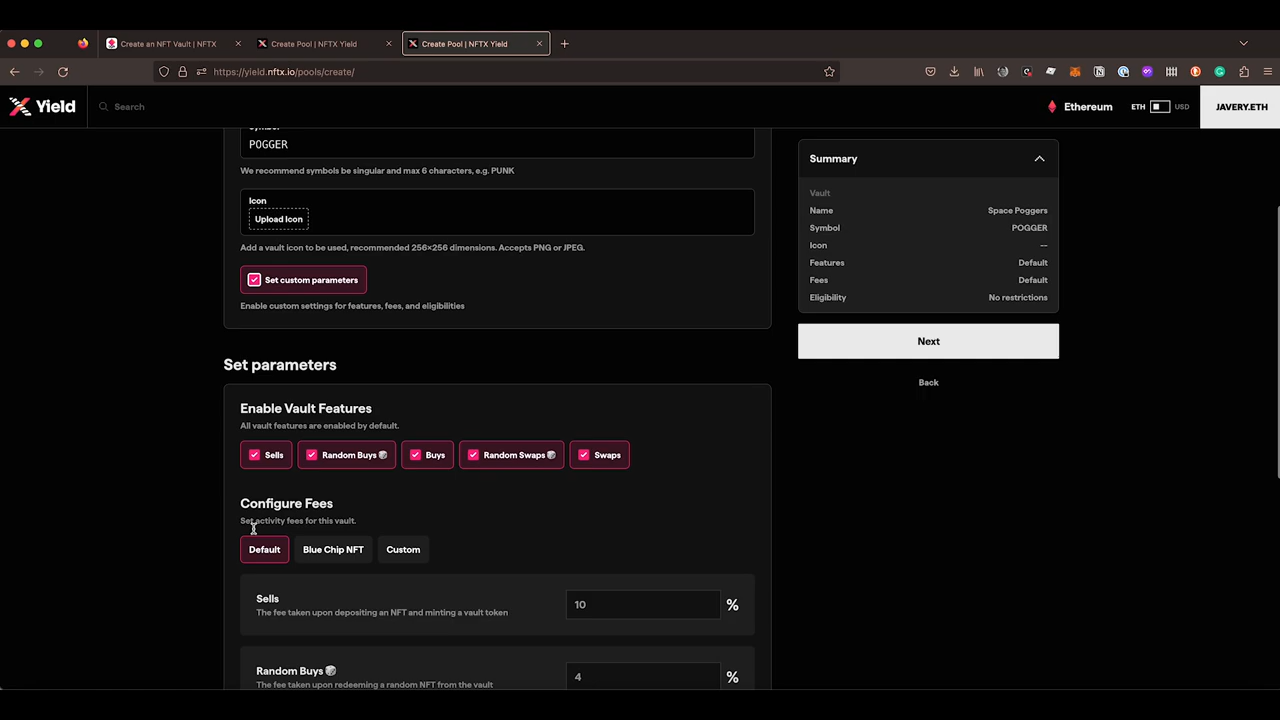 Create an NFT Vault | NFTX
Create Pool | NFTX Yield
Create Pool | NFTX Yield
https://yield.nftx.io/pools/create/
Yield
Search
Ethereum
ETH
USD
JAVERY.ETH
POGGER
We recommend symbols be singular and max 6 characters, e.g. PUNK
Icon
Upload Icon
Add a vault icon to be used, recommended 256×256 dimensions. Accepts PNG or JPEG.
Set custom parameters
Enable custom settings for features, fees, and eligibilities
Set parameters
Enable Vault Features
All vault features are enabled by default.
Sells
Random Buys
Buys
Random Swaps
Swaps
Configure Fees
Set activity fees for this vault.
Default
Blue Chip NFT
Custom
Sells
The fee taken upon depositing an NFT and minting a vault token
10
%
Random Buys
The fee taken upon redeeming a random NFT from the vault
4
%
Summary
Vault
Name Space Poggers
Symbol POGGER
Icon --
Features Default
Fees Default
Eligibility No restrictions
Next
Back